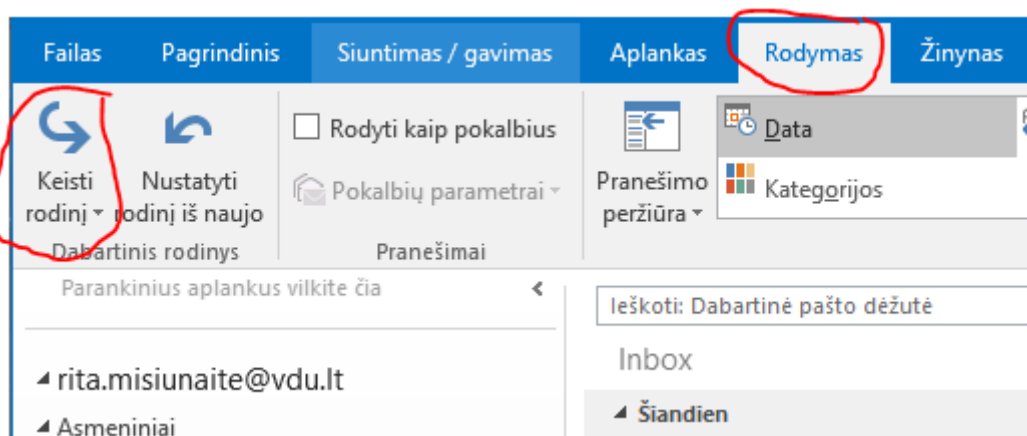 Failas Pagrindinis Siuntimas / gavimas Aplankas Rodymas Žinynas
Keisti rodinį
Nustatyti rodinį iš naujo
Dabartinis rodinys
Rodyti kaip pokalbius
Pokalbių parametrai
Pranešimai
Pranešimo peržiūra
Data
Kategorijos
Parankinius aplankus vilkite čia
rita.misiunaite@vdu.lt
Asmeniniai
Ieškoti: Dabartinė pašto dėžutė
Inbox
Šiandien